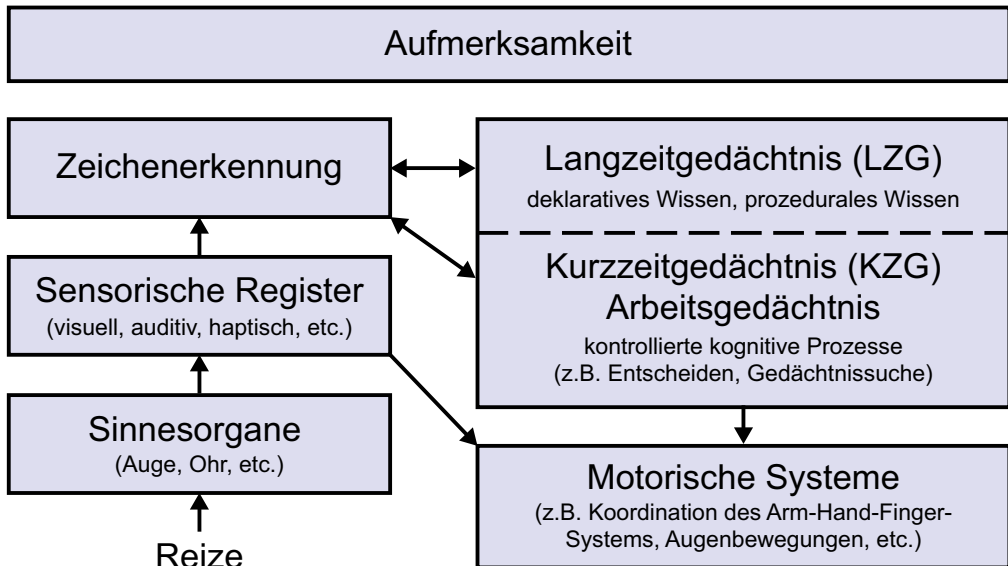 Aufmerksamkeit
Zeichenerkennung
Langzeitgedächtnis (LZG)
deklaratives Wissen, prozedurales Wissen
Kurzzeitgedächtnis (KZG)
Arbeitsgedächtnis
kontrollierte kognitive Prozesse
(z.B. Entscheiden, Gedächtnissuche)
Sensorische Register
(visuell, auditiv, haptisch, etc.)
Sinnesorgane
(Auge, Ohr, etc.)
Motorische Systeme
(z.B. Koordination des Arm-Hand-Finger-
Systems, Augenbewegungen, etc.)
Reize